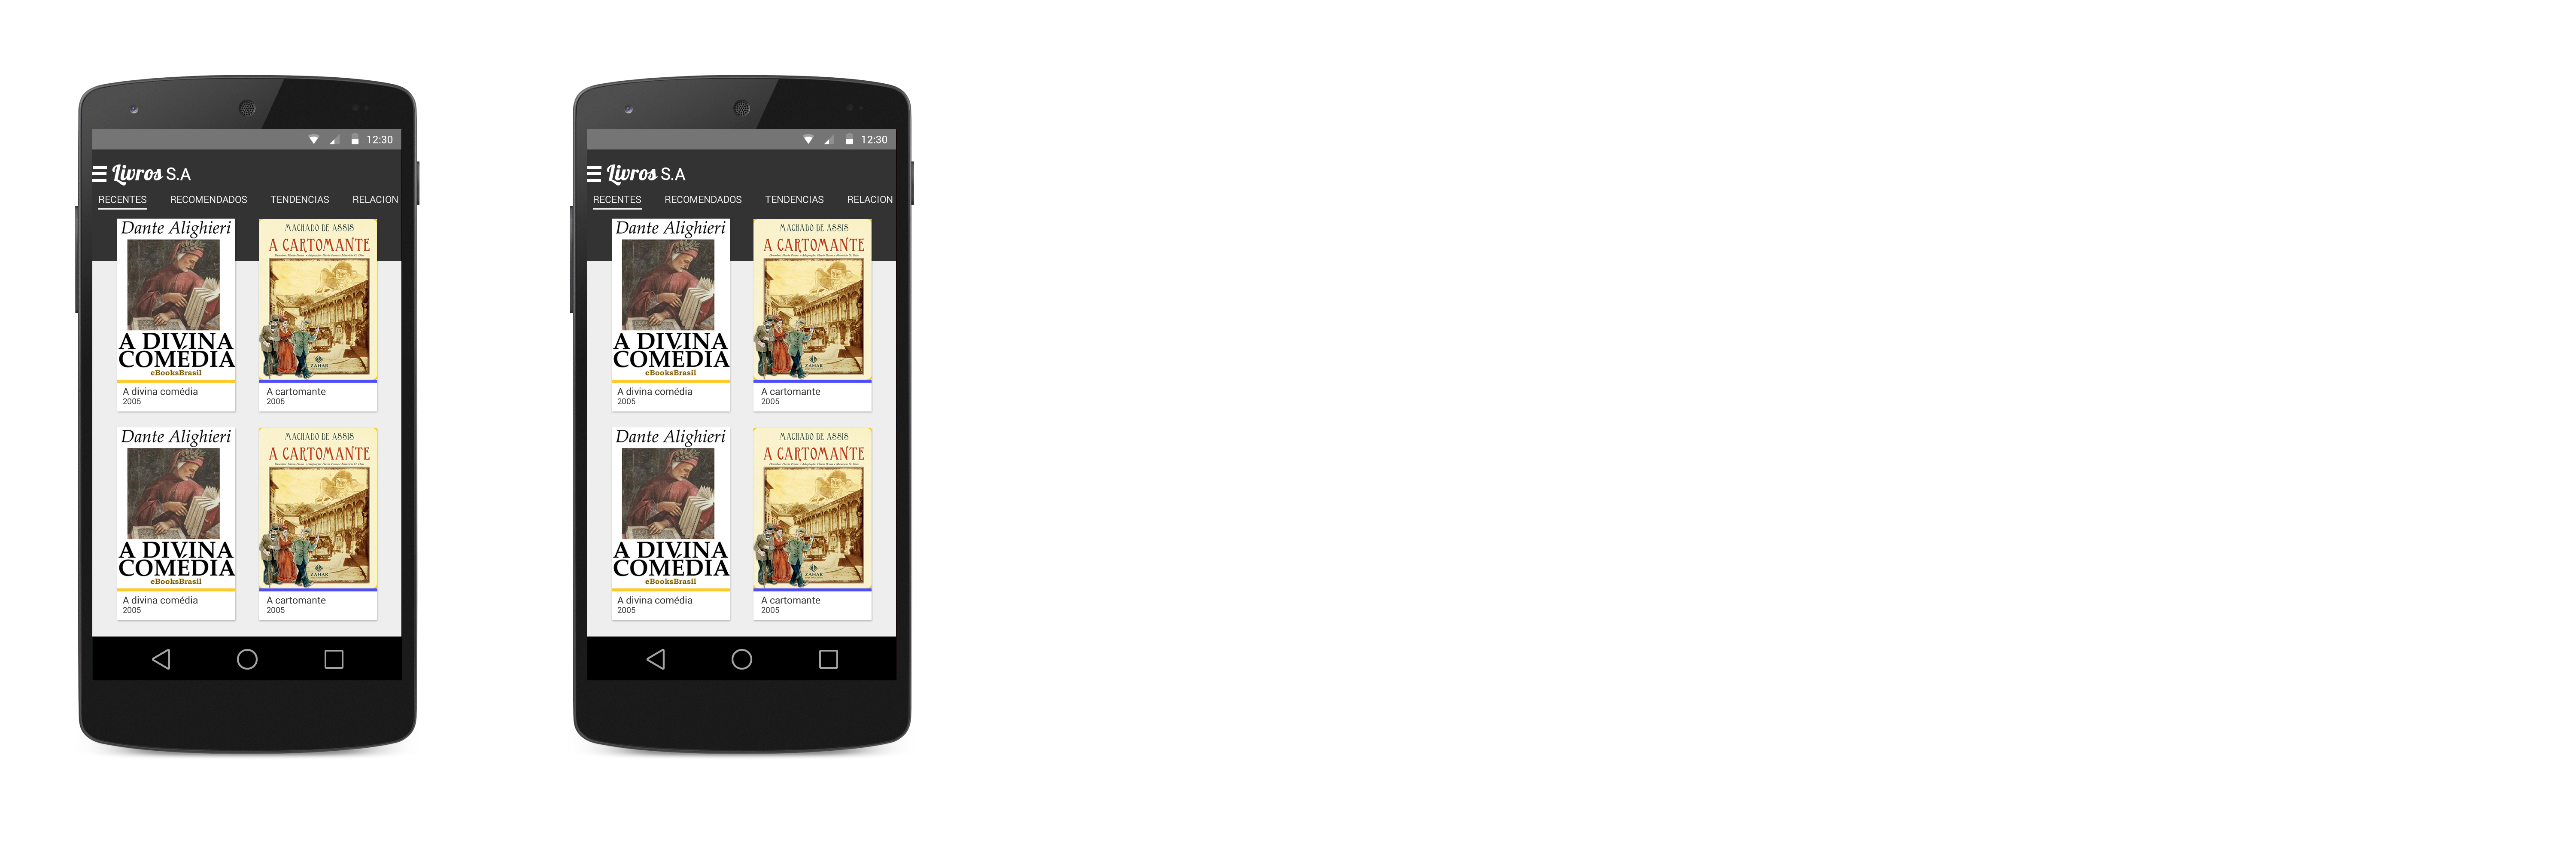 12:30
Livros S.A
RECENTES RECOMENDADOS TENDENCIAS RELACION
Dante Alighieri
A DIVINA
COMÉDIA
eBooksBrasil
A divina comédia
2005
MACHADO DE ASSIS
A CARTOMANTE
ZAHAR
A cartomante
2005
Dante Alighieri
A DIVINA
COMÉDIA
eBooksBrasil
A divina comédia
2005
MACHADO DE ASSIS
A CARTOMANTE
ZAHAR
A cartomante
2005
12:30
Livros S.A
RECENTES RECOMENDADOS TENDENCIAS RELACION
Dante Alighieri
A DIVINA
COMÉDIA
eBooksBrasil
A divina comédia
2005
MACHADO DE ASSIS
A CARTOMANTE
ZAHAR
A cartomante
2005
Dante Alighieri
A DIVINA
COMÉDIA
eBooksBrasil
A divina comédia
2005
MACHADO DE ASSIS
A CARTOMANTE
ZAHAR
A cartomante
2005